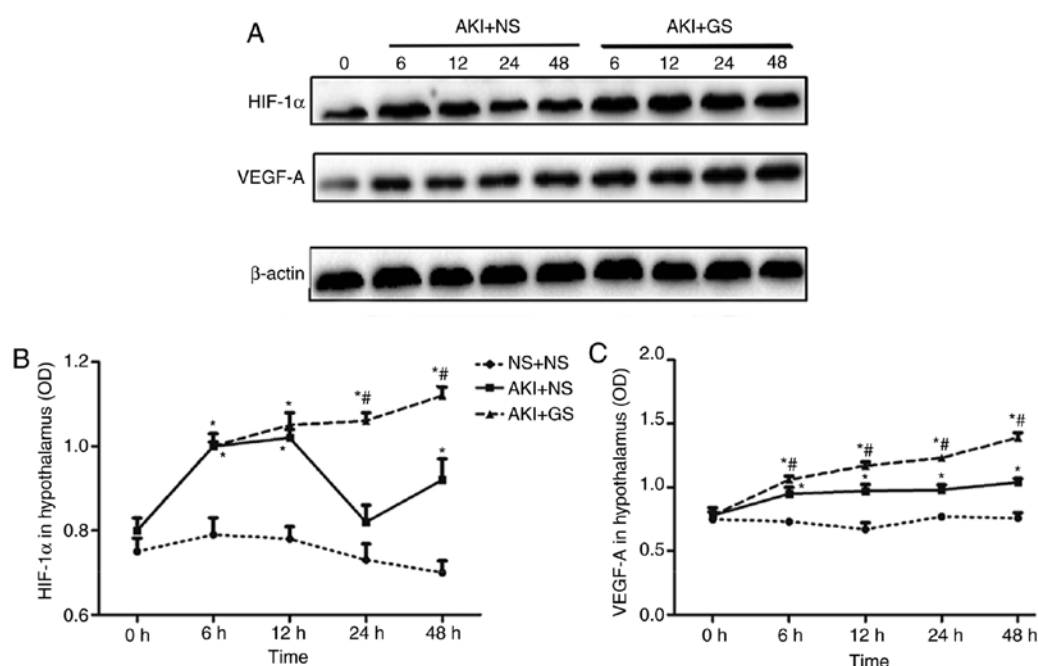 A
AKI+NS AKI+GS
0 6 12 24 48 6 12 24 48
HIF-1α
VEGF-A
β-actin
B
HIF-1α in hypothalamus (OD)
1.2
1.0
0.8
0.6
* * * * *# *# *
0 h 6 h 12 h 24 h 48 h
Time
NS+NS
AKI+NS
AKI+GS
C
VEGF-A in hypothalamus (OD)
2.0
1.5
1.0
0.5
0.0
*# * *# * *# * *# *
0 h 6 h 12 h 24 h 48 h
Time